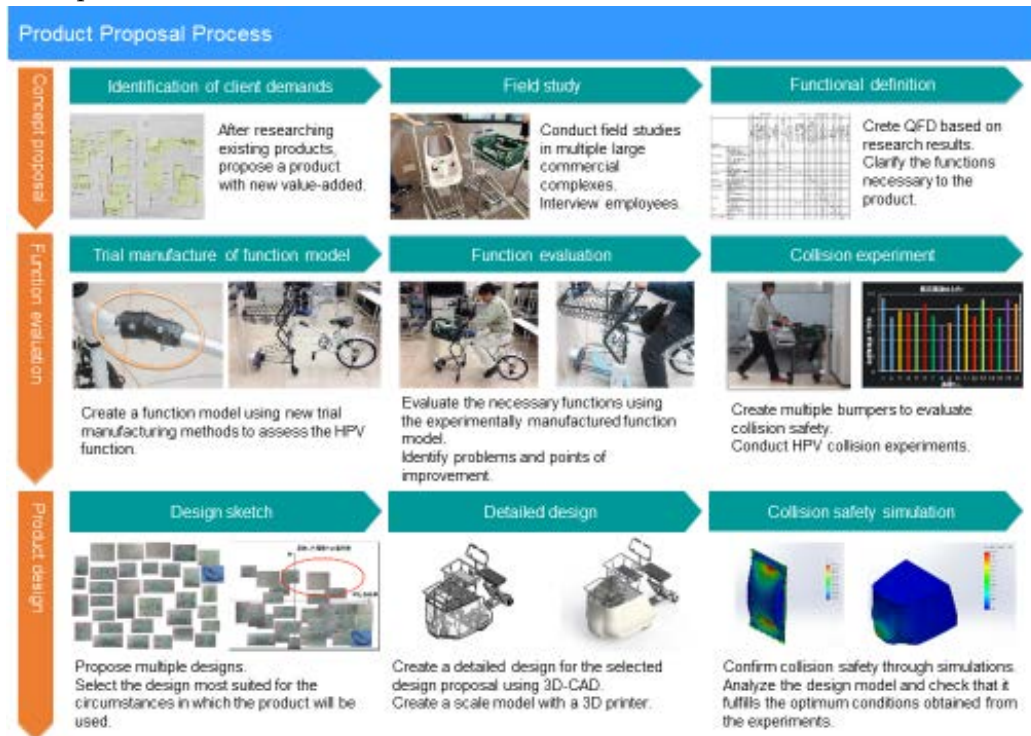 Product Proposal Process
Concept proposal
Identification of client demands
After researching
existing products,
propose a product
with new value-added.
Field study
Conduct field studies
in multiple large
commercial
complexes.
Interview employees.
Functional definition
Crete QFD based on
research results.
Clarify the functions
necessary to the
product.
Function evaluation
Trial manufacture of function model
Create a function model using new trial
manufacturing methods to assess the HPV
function.
Function evaluation
Evaluate the necessary functions using
the experimentally manufactured function
model.
Identify problems and points of
improvement.
Collision experiment
Create multiple bumpers to evaluate
collision safety.
Conduct HPV collision experiments.
Product design
Design sketch
Propose multiple designs.
Select the design most suited for the
circumstances in which the product will be
used.
Detailed design
Create a detailed design for the selected
design proposal using 3D-CAD.
Create a scale model with a 3D printer.
Collision safety simulation
Confirm collision safety through simulations.
Analyze the design model and check that it
fulfills the optimum conditions obtained from
the experiments.